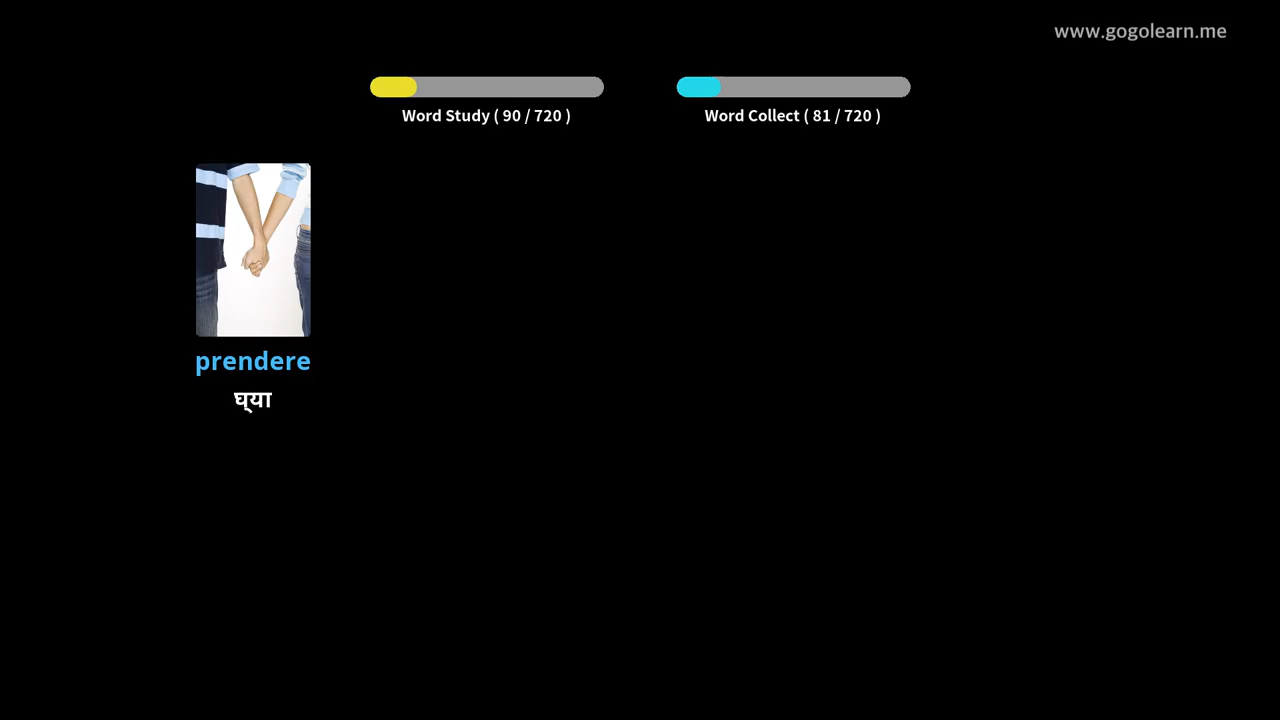 www.gogolearn.me
Word Study ( 90 / 720 )
Word Collect ( 81 / 720 )
prendere
घ्या